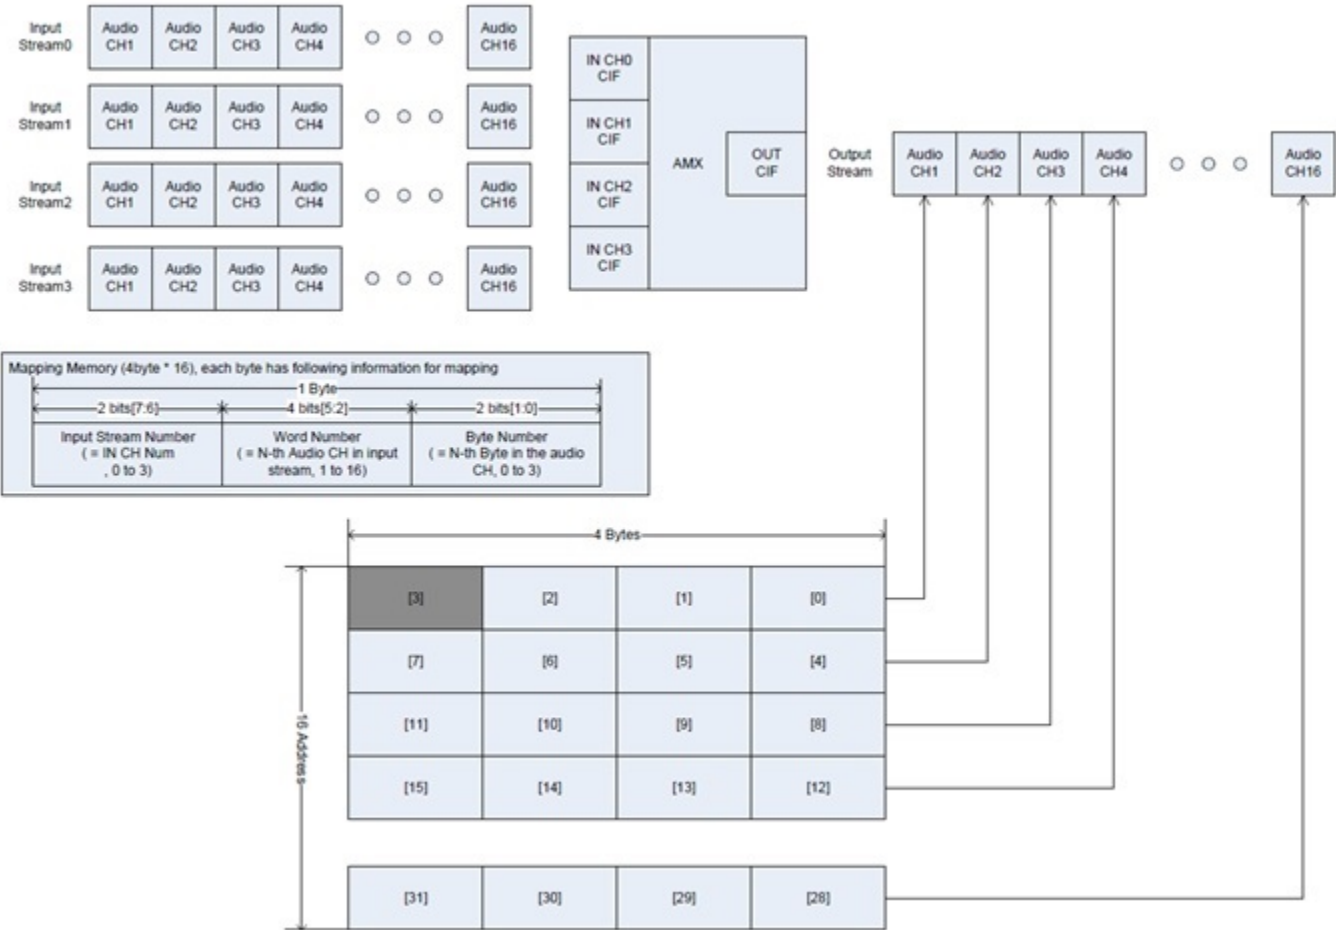 Input
Stream0
Audio
CH1
Audio
CH2
Audio
CH3
Audio
CH4
Audio
CH16
Input
Stream1
Audio
CH1
Audio
CH2
Audio
CH3
Audio
CH4
Audio
CH16
Input
Stream2
Audio
CH1
Audio
CH2
Audio
CH3
Audio
CH4
Audio
CH16
Input
Stream3
Audio
CH1
Audio
CH2
Audio
CH3
Audio
CH4
Audio
CH16
IN CH0
CIF
IN CH1
CIF
IN CH2
CIF
IN CH3
CIF
AMX
OUT
CIF
Output
Stream
Audio
CH1
Audio
CH2
Audio
CH3
Audio
CH4
Audio
CH16
Mapping Memory (4byte * 16), each byte has following information for mapping
1 Byte
2 bits[7:6]
4 bits[5:2]
2 bits[1:0]
Input Stream Number
( = IN CH Num
, 0 to 3)
Word Number
( = N-th Audio CH in input
stream, 1 to 16)
Byte Number
( = N-th Byte in the audio
CH, 0 to 3)
4 Bytes
16 Address
[3] [2] [1] [0]
[7] [6] [5] [4]
[11] [10] [9] [8]
[15] [14] [13] [12]
[31] [30] [29] [28]